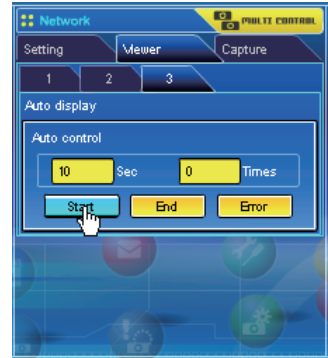 Network
MULTI CONTROL
Setting Viewer Capture
1 2 3
Auto display
Auto control
10 Sec 0 Times
Start End Error